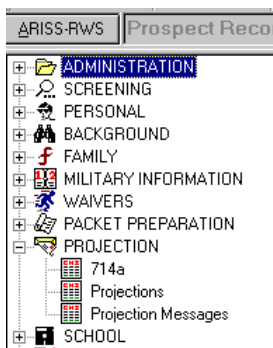 ARISS-RWS Prospect Reco
ADMINISTRATION
SCREENING
PERSONAL
BACKGROUND
FAMILY
MILITARY INFORMATION
WAIVERS
PACKET PREPARATION
PROJECTION
714a
Projections
Projection Messages
SCHOOL